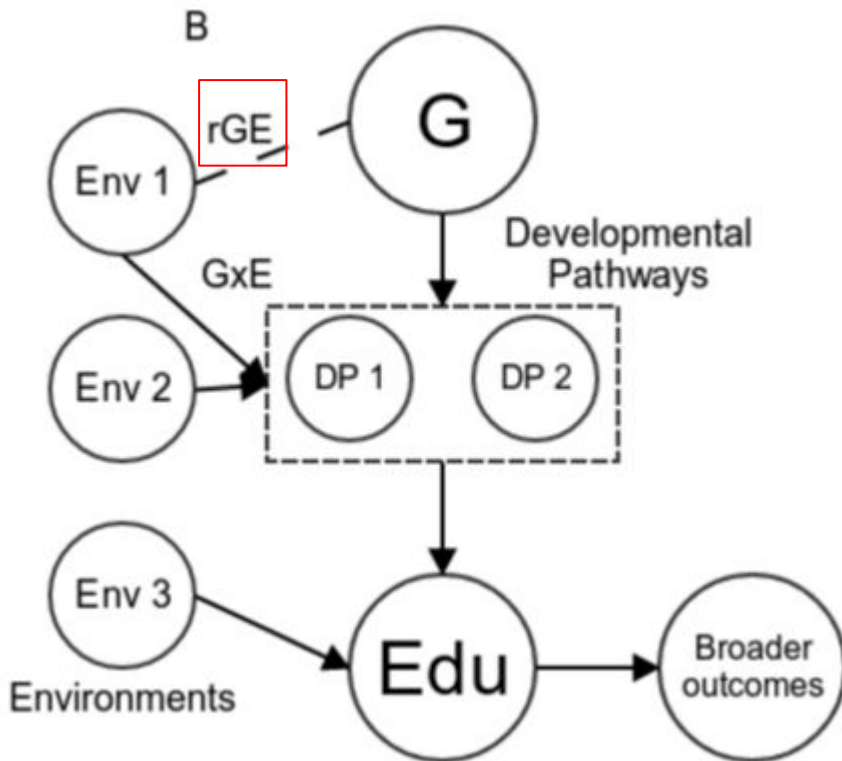 B
rGE
G
Env 1
Developmental
Pathways
GxE
Env 2
DP 1
DP 2
Env 3
Environments
Edu
Broader
outcomes